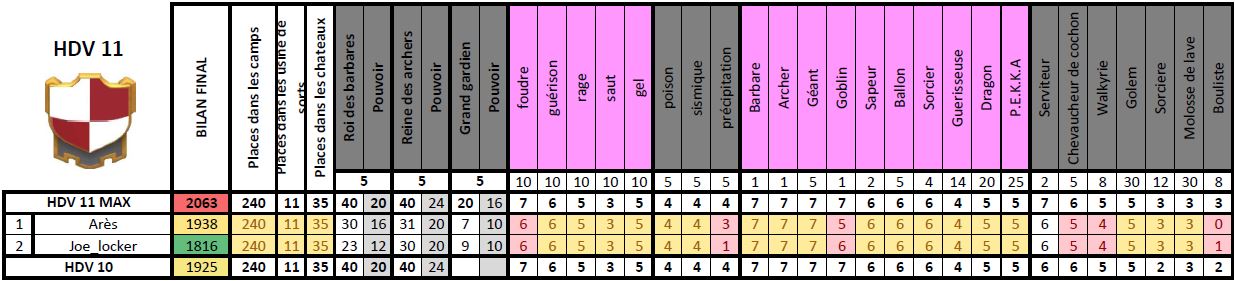 HDV 11
BILAN FINAL
Places dans les camps
Places dans les usine de
sorts
Places dans les chateaux
Roi des barbares
Pouvoir
Reine des archers
Pouvoir
Grand gardien
Pouvoir
foudre
guérison
rage
saut
gel
poison
sismique
précipitation
Barbare
Archer
Géant
Goblin
Sapeur
Ballon
Sorcier
Guerisseuse
Dragon
P.E.K.K.A
Serviteur
Chevaucheur de cochon
Walkyrie
Golem
Sorciere
Molosse de lave
Bouliste
5 5 5 10 10 10 10 10 5 5 5 1 1 5 1 2 5 4 14 20 25 2 5 8 30 12 30 8
HDV 11 MAX 2063 240 11 35 40 20 40 24 20 16 7 6 5 3 5 4 4 4 7 7 7 7 6 6 6 4 5 5 7 6 5 5 3 3 3
1 Arès 1938 240 11 35 30 16 31 20 7 10 6 6 5 3 5 4 4 3 7 7 7 5 6 6 6 4 5 5 6 5 4 5 3 3 0
2 Joe_locker 1816 240 11 35 23 12 30 20 9 10 6 6 5 3 5 4 4 1 7 7 7 6 6 6 6 4 5 5 6 5 4 5 3 3 1
HDV 10 1925 240 11 35 40 20 40 24 7 6 5 3 5 4 4 4 7 7 7 7 6 6 6 4 5 5 6 6 5 5 2 3 2